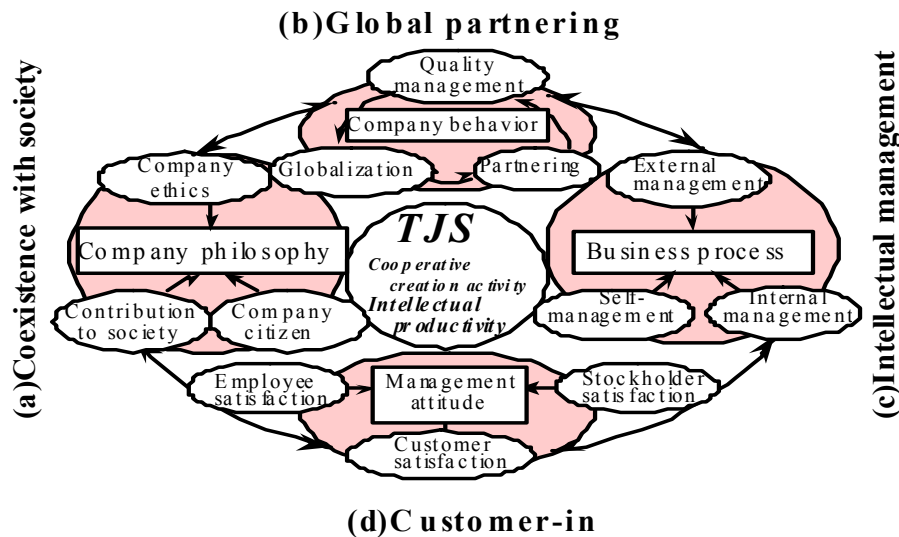 (b)Global partnering
Quality
management
Company behavior
Globalization
Partnering
(a)Coexistence with society
Company
ethics
Company philosophy
Contribution
to society
Company
citizen
TJS
Cooperative
creation activity
Intellectual
productivity
External
management
Business process
Self-
management
Internal
management
(c)Intellectual management
Employee
satisfaction
Management
attitude
Stockholder
satisfaction
Customer
satisfaction
(d)Customer-in